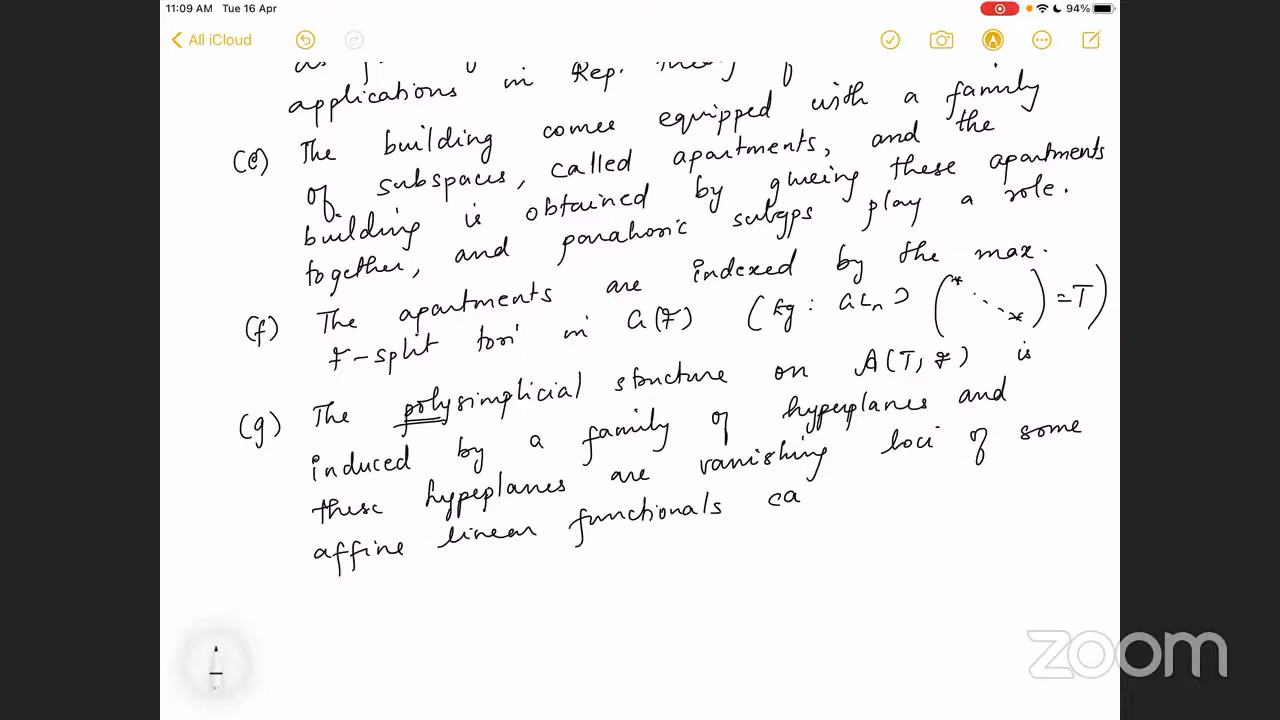 11:09 AM Tue 16 Apr
94%
All iCloud
applications in Rep. theory
(e) The building comes equipped with a family
of subspaces, called apartments, and the
building is obtained by glueing these apartments
together, and parahoric subgps play a role.
(f) The apartments are indexed by the max.
F-split tori in G(F) (Eg: GLn ⊃ (* ⋱ *) = T)
(g) The polysimplicial structure on A(T, F) is
induced by a family of hyperplanes and
these hypeplanes are vanishing loci of some
affine linear functionals ca
zoom